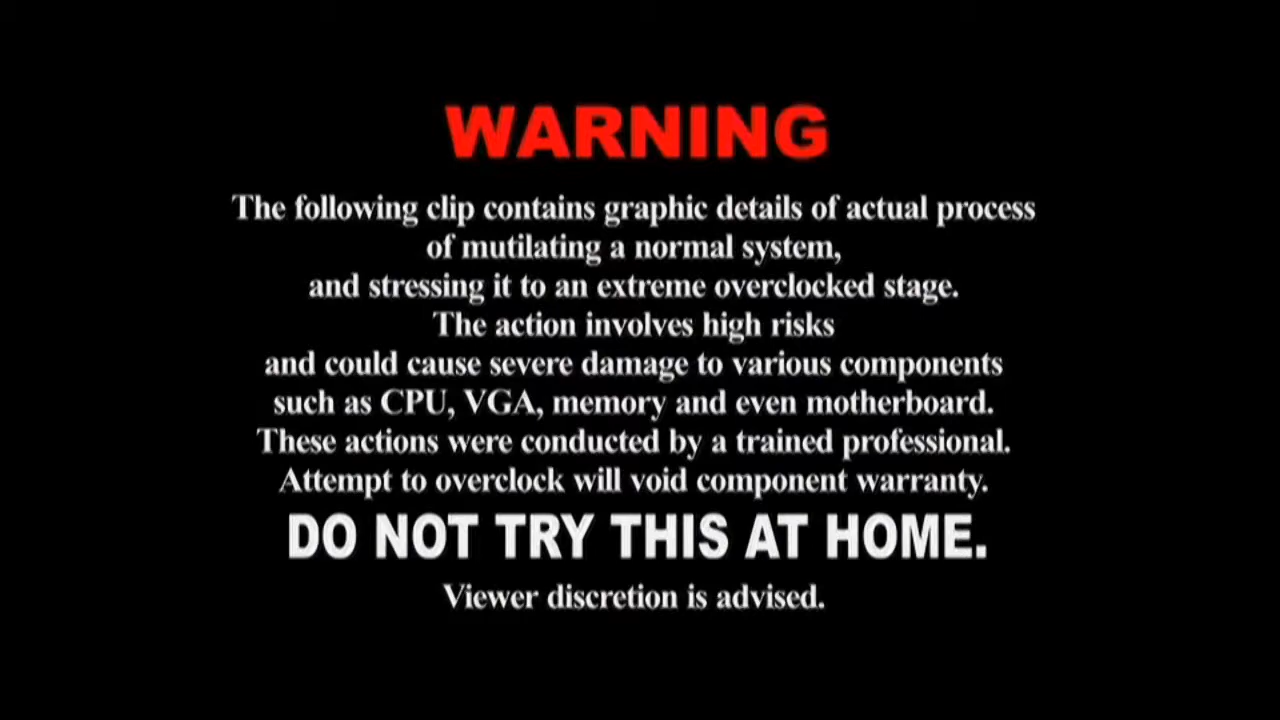 WARNING
The following clip contains graphic details of actual process
of mutilating a normal system,
and stressing it to an extreme overclocked stage.
The action involves high risks
and could cause severe damage to various components
such as CPU, VGA, memory and even motherboard.
These actions were conducted by a trained professional.
Attempt to overclock will void component warranty.
DO NOT TRY THIS AT HOME.
Viewer discretion is advised.